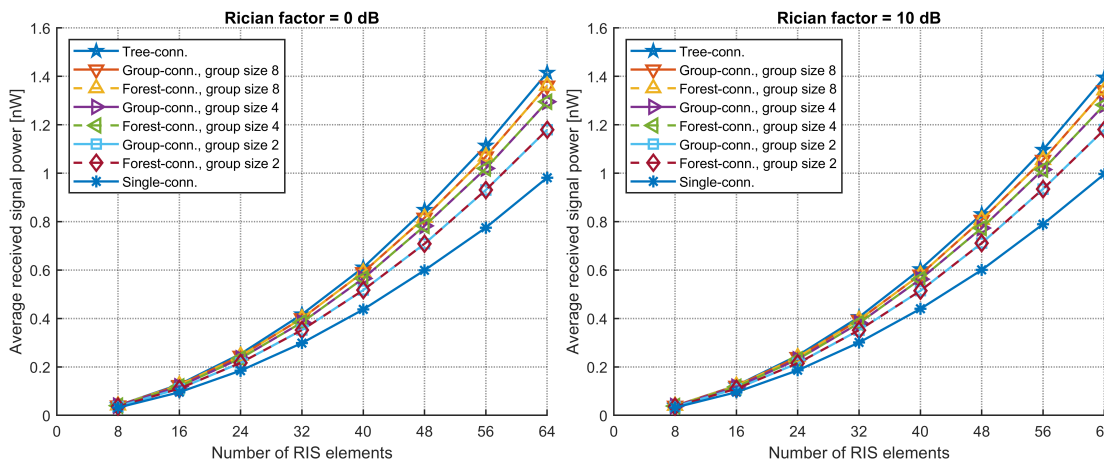 Rician factor = 0 dB
Average received signal power [nW]
1.6
1.4
1.2
1
0.8
0.6
0.4
0.2
0
Tree-conn.
Group-conn., group size 8
Forest-conn., group size 8
Group-conn., group size 4
Forest-conn., group size 4
Group-conn., group size 2
Forest-conn., group size 2
Single-conn.
0 8 16 24 32 40 48 56 64
Number of RIS elements
Rician factor = 10 dB
Average received signal power [nW]
1.6
1.4
1.2
1
0.8
0.6
0.4
0.2
0
Tree-conn.
Group-conn., group size 8
Forest-conn., group size 8
Group-conn., group size 4
Forest-conn., group size 4
Group-conn., group size 2
Forest-conn., group size 2
Single-conn.
0 8 16 24 32 40 48 56
Number of RIS elements